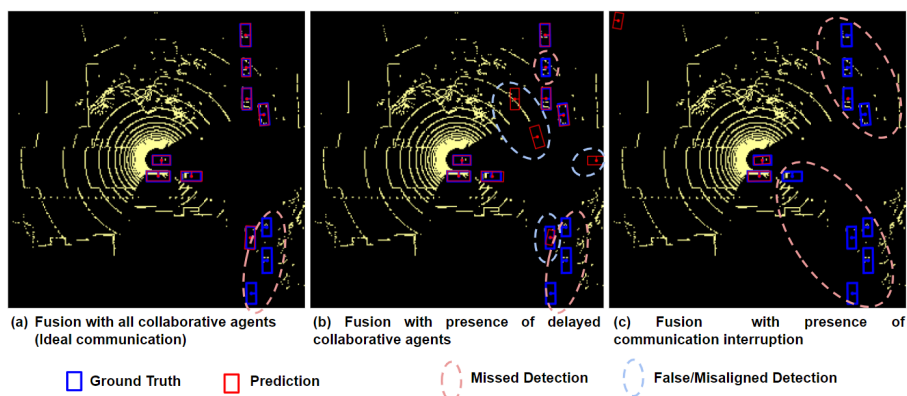 (a) Fusion with all collaborative agents
(Ideal communication)
(b) Fusion with presence of delayed
collaborative agents
(c) Fusion with presence of
communication interruption
Ground Truth
Prediction
Missed Detection
False/Misaligned Detection